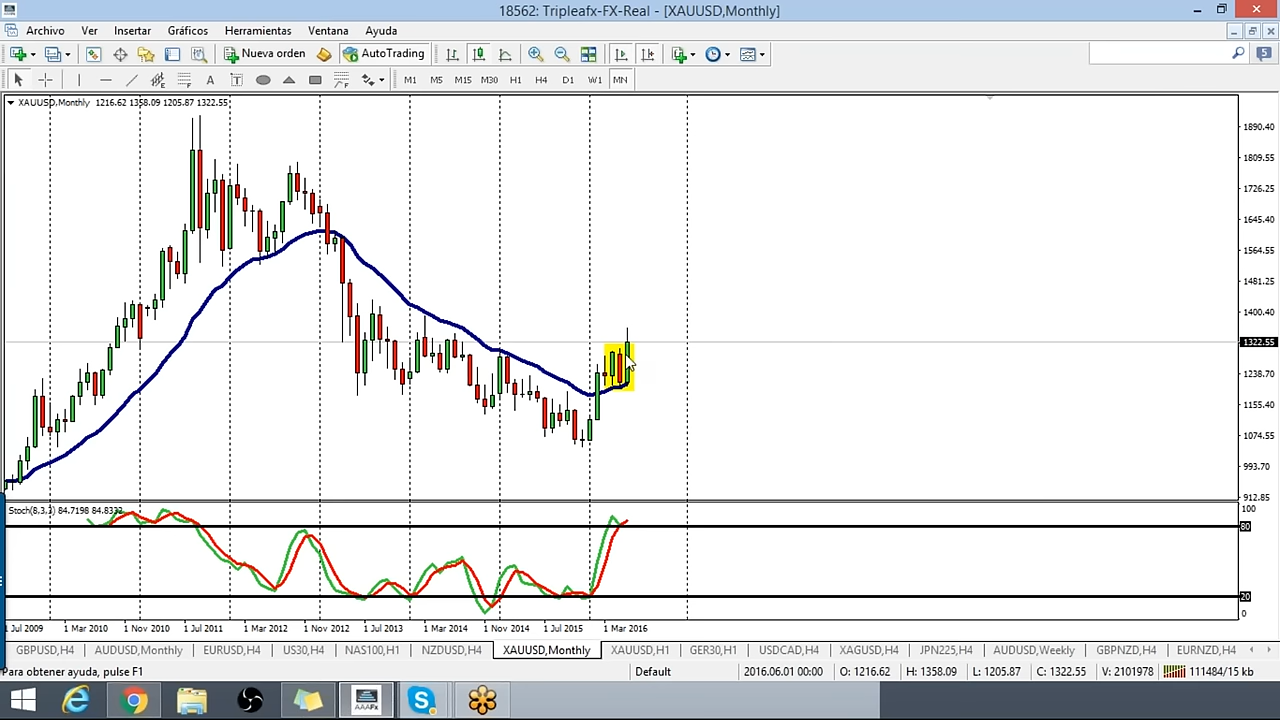 18562: Tripleafx-FX-Real - [XAUUSD,Monthly]
Archivo Ver Insertar Gráficos Herramientas Ventana Ayuda
Nueva orden AutoTrading 5
A T F M1 M5 M15 M30 H1 H4 D1 W1 MN
XAUUSD,Monthly 1216.62 1358.09 1205.87 1322.55
1890.40
1809.55
1726.25
1645.40
1564.55
1481.25
1400.40
1322.55
1238.70
1155.40
1074.55
993.70
912.85
Stoch(8,3,3) 84.7198 84.8332
100
80
20
0
1 Jul 2009 1 Mar 2010 1 Nov 2010 1 Jul 2011 1 Mar 2012 1 Nov 2012 1 Jul 2013 1 Mar 2014 1 Nov 2014 1 Jul 2015 1 Mar 2016
GBPUSD,H4 AUDUSD,Monthly EURUSD,H4 US30,H4 NAS100,H1 NZDUSD,H4 XAUUSD,Monthly XAUUSD,H1 GER30,H1 USDCAD,H4 XAGUSD,H4 JPN225,H4 AUDUSD,Weekly GBPNZD,H4 EURNZD,H4
Para obtener ayuda, pulse F1 Default 2016.06.01 00:00 O: 1216.62 H: 1358.09 L: 1205.87 C: 1322.55 V: 2101978 111484/15 kb
AAAFx